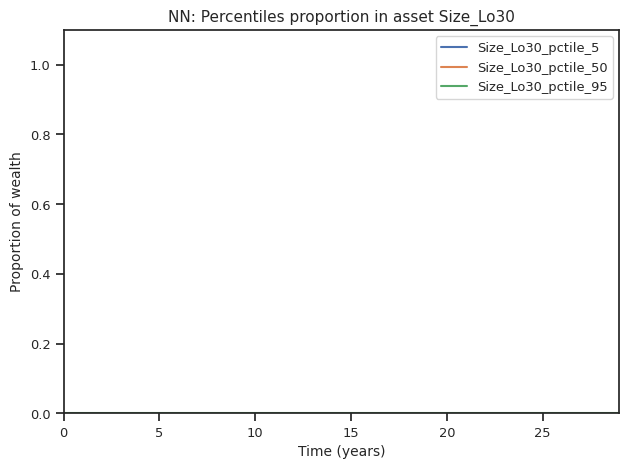 NN: Percentiles proportion in asset Size_Lo30
Size_Lo30_pctile_5
Size_Lo30_pctile_50
Size_Lo30_pctile_95
Proportion of wealth
1.0
0.8
0.6
0.4
0.2
0.0
0 5 10 15 20 25
Time (years)